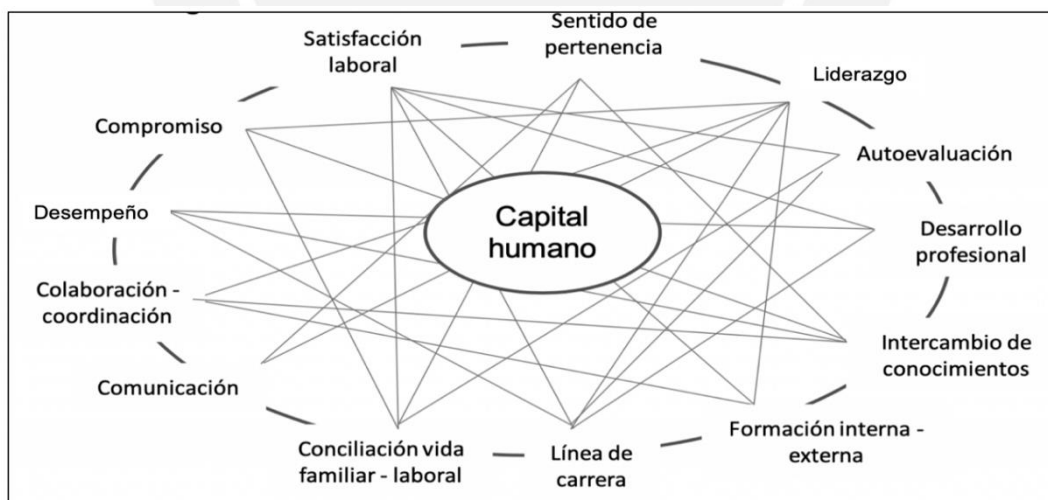 Sentido de
pertenencia
Satisfacción
laboral
Liderazgo
Compromiso
Autoevaluación
Desempeño
Capital
humano
Desarrollo
profesional
Colaboración -
coordinación
Intercambio de
conocimientos
Comunicación
Formación interna -
externa
Conciliación vida
familiar - laboral
Línea de
carrera